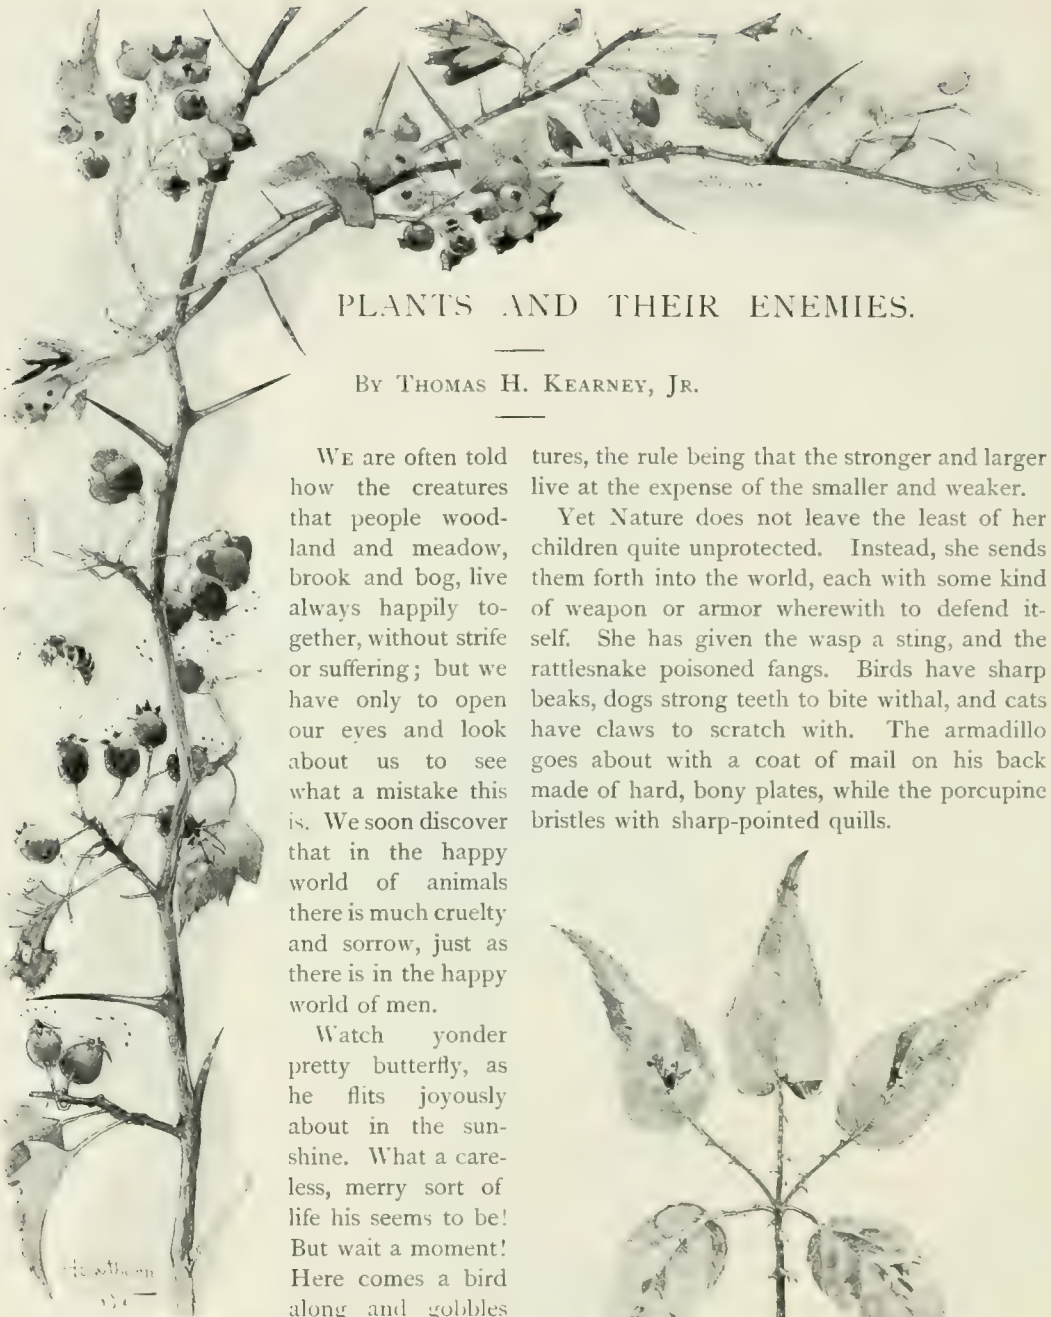 PLANTS AND THEIR ENEMIES.
By Thomas H. Kearney, Jr.
We are often told
how the creatures
that people wood-
land and meadow,
brook and bog, live
always happily to-
gether, without strife
or suffering; but we
have only to open
our eyes and look
about us to see
what a mistake this
is. We soon discover
that in the happy
world of animals
there is much cruelty
and sorrow, just as
there is in the happy
world of men.
Watch yonder
pretty butterfly, as
he flits joyously
about in the sun-
shine. What a care-
less, merry sort of
life his seems to be!
But wait a moment!
Here comes a bird
along and gobbles
tures, the rule being that the stronger and larger
live at the expense of the smaller and weaker.
Yet Nature does not leave the least of her
children quite unprotected. Instead, she sends
them forth into the world, each with some kind
of weapon or armor wherewith to defend it-
self. She has given the wasp a sting, and the
rattlesnake poisoned fangs. Birds have sharp
beaks, dogs strong teeth to bite withal, and cats
have claws to scratch with. The armadillo
goes about with a coat of mail on his back
made of hard, bony plates, while the porcupine
bristles with sharp-pointed quills.
Hawthorn